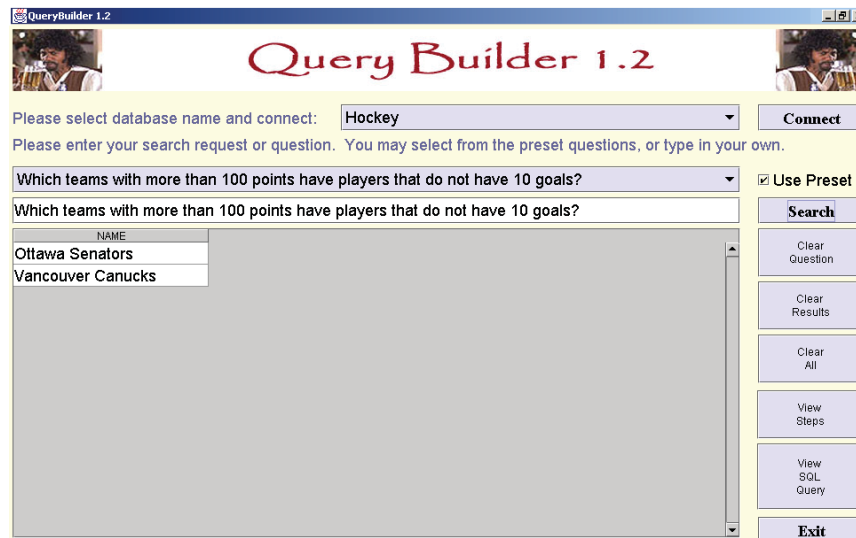 QueryBuilder 1.2
Query Builder 1.2
Please select database name and connect: Hockey Connect
Please enter your search request or question. You may select from the preset questions, or type in your own.
Which teams with more than 100 points have players that do not have 10 goals? Use Preset
Which teams with more than 100 points have players that do not have 10 goals? Search
NAME
Ottawa Senators
Vancouver Canucks
Clear
Question
Clear
Results
Clear
All
View
Steps
View
SQL
Query
Exit